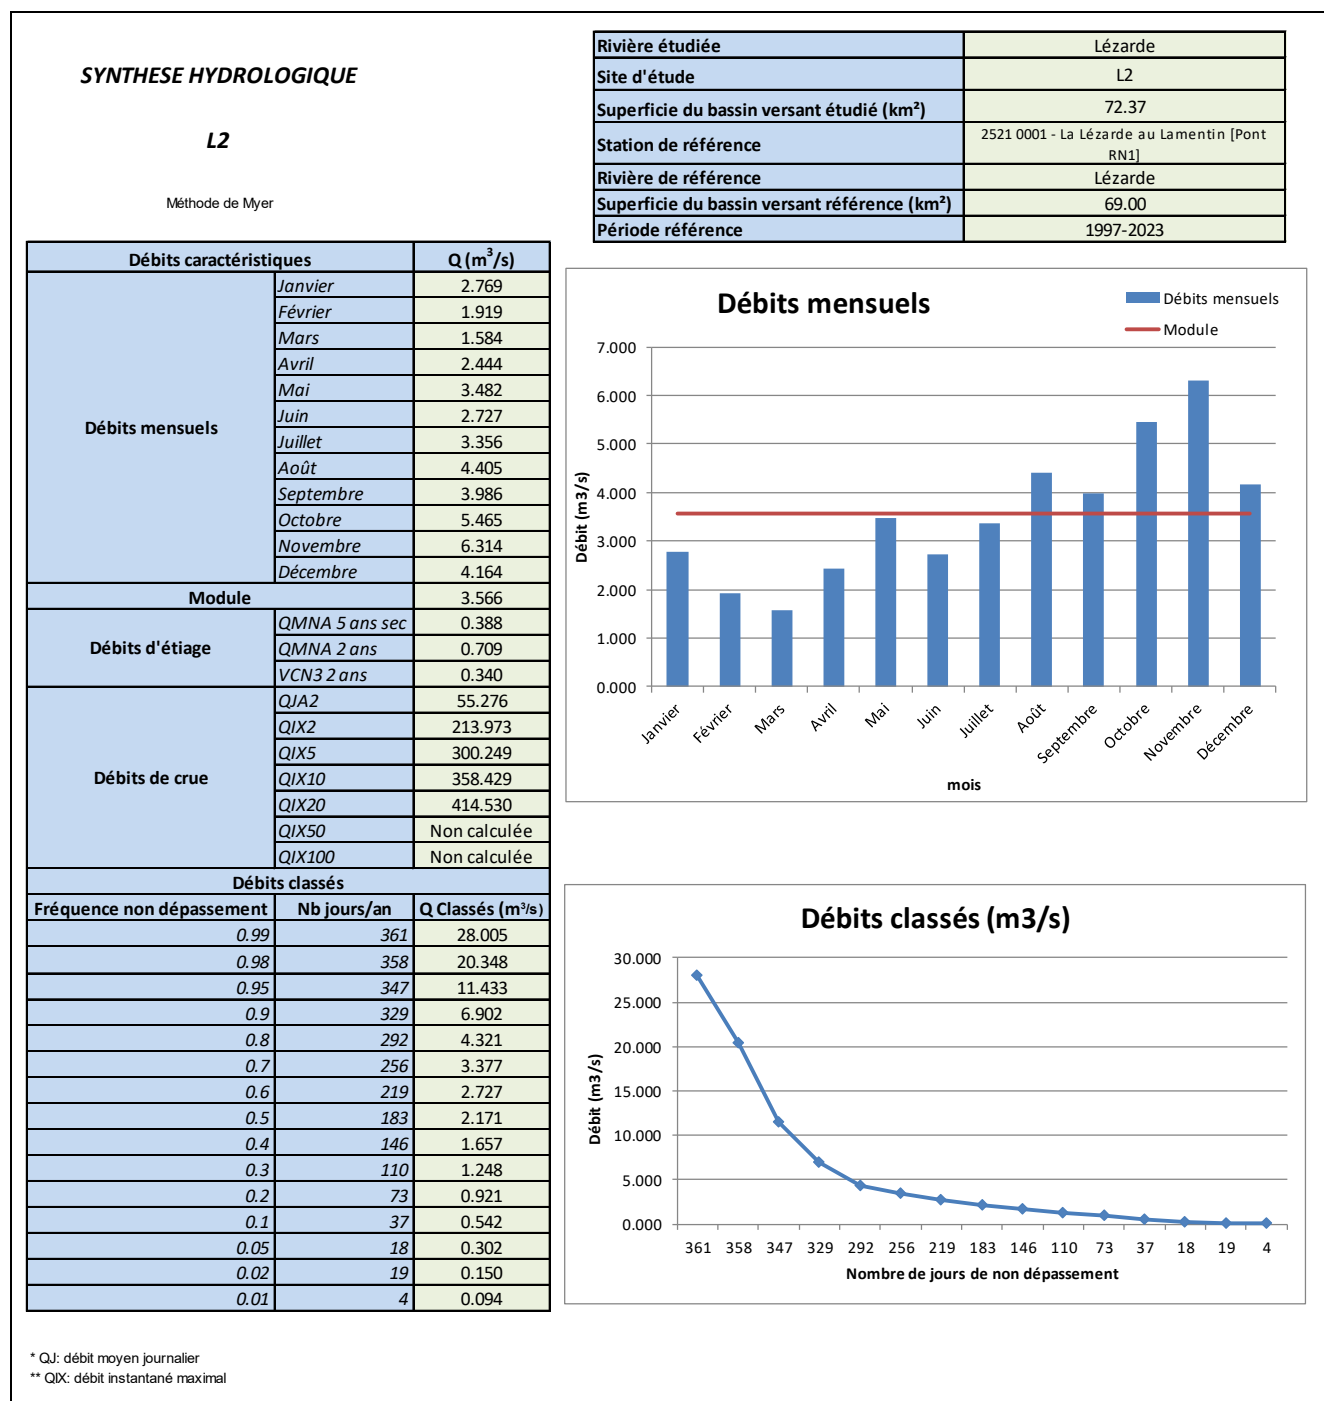 SYNTHESE HYDROLOGIQUE
L2
Méthode de Myer
Rivière étudiée Lézarde
Site d'étude L2
Superficie du bassin versant étudié (km²) 72.37
Station de référence 2521 0001 - La Lézarde au Lamentin [Pont
RN1]
Rivière de référence Lézarde
Superficie du bassin versant référence (km²) 69.00
Période référence 1997-2023
Débits caractéristiques Q (m³/s)
Débits mensuels
Janvier 2.769
Février 1.919
Mars 1.584
Avril 2.444
Mai 3.482
Juin 2.727
Juillet 3.356
Août 4.405
Septembre 3.986
Octobre 5.465
Novembre 6.314
Décembre 4.164
Module 3.566
Débits d'étiage
QMNA 5 ans sec 0.388
QMNA 2 ans 0.709
VCN3 2 ans 0.340
Débits de crue
QJA2 55.276
QIX2 213.973
QIX5 300.249
QIX10 358.429
QIX20 414.530
QIX50 Non calculée
QIX100 Non calculée
Débits classés
Fréquence non dépassement Nb jours/an Q Classés (m³/s)
0.99 361 28.005
0.98 358 20.348
0.95 347 11.433
0.9 329 6.902
0.8 292 4.321
0.7 256 3.377
0.6 219 2.727
0.5 183 2.171
0.4 146 1.657
0.3 110 1.248
0.2 73 0.921
0.1 37 0.542
0.05 18 0.302
0.02 19 0.150
0.01 4 0.094
Débits mensuels
Débits mensuels
Module
7.000
6.000
5.000
4.000
3.000
2.000
1.000
0.000
Débit (m3/s)
Janvier Février Mars Avril Mai Juin Juillet Août Septembre Octobre Novembre Décembre
mois
Débits classés (m3/s)
30.000
25.000
20.000
15.000
10.000
5.000
0.000
Débit (m3/s)
361 358 347 329 292 256 219 183 146 110 73 37 18 19 4
Nombre de jours de non dépassement
* QJ: débit moyen journalier
** QIX: débit instantané maximal